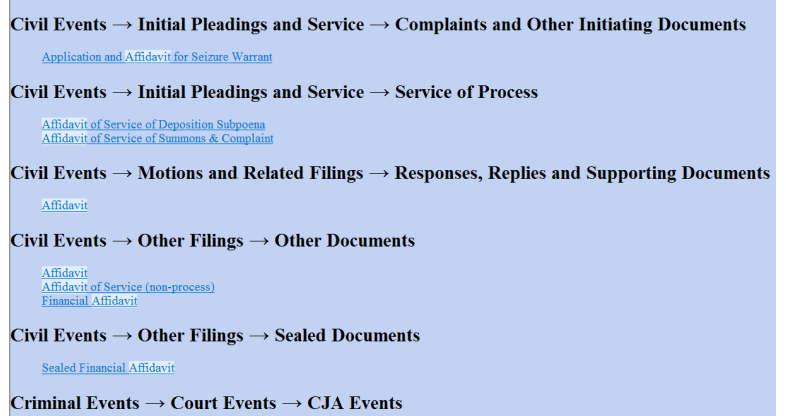 Civil Events → Initial Pleadings and Service → Complaints and Other Initiating Documents
Application and Affidavit for Seizure Warrant
Civil Events → Initial Pleadings and Service → Service of Process
Affidavit of Service of Deposition Subpoena
Affidavit of Service of Summons & Complaint
Civil Events → Motions and Related Filings → Responses, Replies and Supporting Documents
Affidavit
Civil Events → Other Filings → Other Documents
Affidavit
Affidavit of Service (non-process)
Financial Affidavit
Civil Events → Other Filings → Sealed Documents
Sealed Financial Affidavit
Criminal Events → Court Events → CJA Events